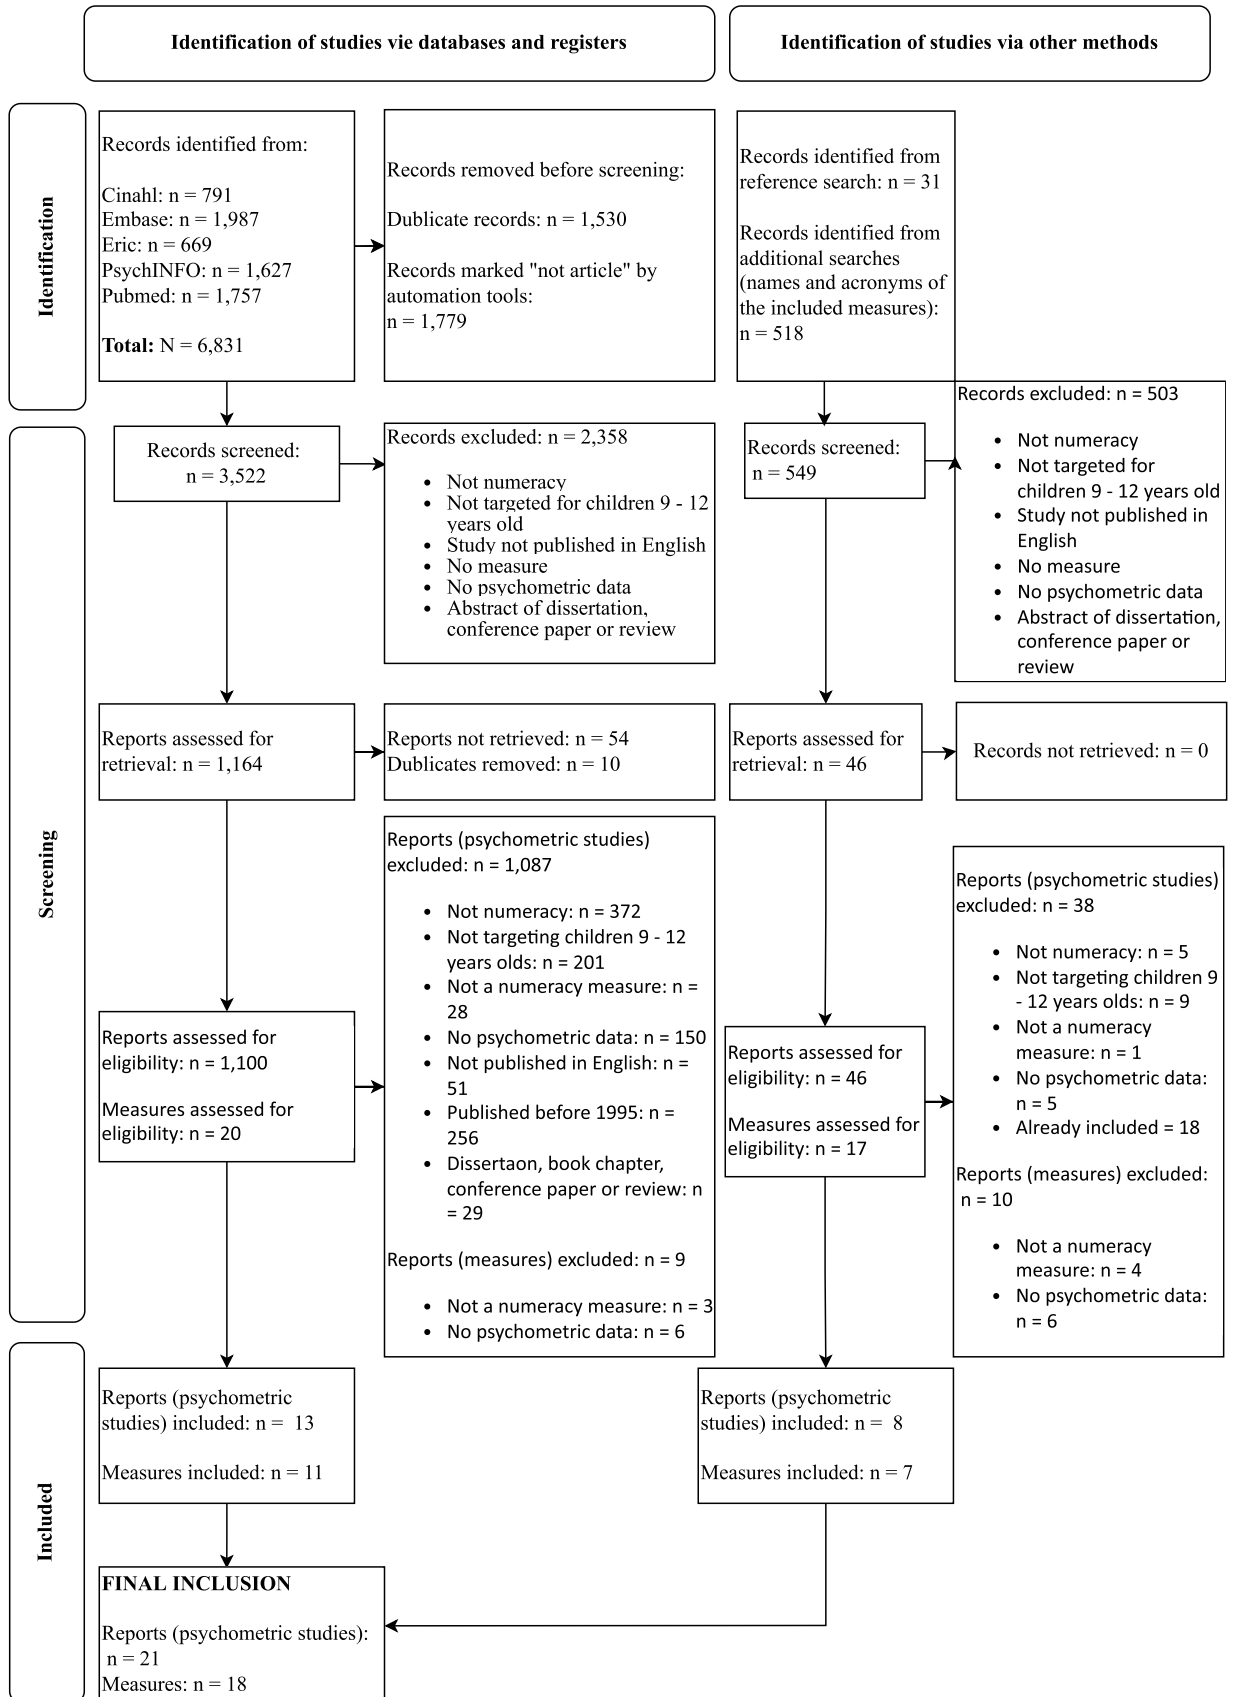 Identification of studies vie databases and registers
Identification of studies via other methods
Identification
Records identified from:
Cinahl: n = 791
Embase: n = 1,987
Eric: n = 669
PsychINFO: n = 1,627
Pubmed: n = 1,757
Total: N = 6,831
Records removed before screening:
Dublicate records: n = 1,530
Records marked "not article" by
automation tools:
n = 1,779
Records identified from
reference search: n = 31
Records identified from
additional searches
(names and acronyms of
the included measures):
n = 518
Screening
Records screened:
n = 3,522
Records excluded: n = 2,358
• Not numeracy
• Not targeted for children 9 - 12
years old
• Study not published in English
• No measure
• No psychometric data
• Abstract of dissertation,
conference paper or review
Records screened:
n = 549
Records excluded: n = 503
• Not numeracy
• Not targeted for
children 9 - 12 years old
• Study not published in
English
• No measure
• No psychometric data
• Abstract of dissertation,
conference paper or
review
Reports assessed for
retrieval: n = 1,164
Reports not retrieved: n = 54
Dublicates removed: n = 10
Reports assessed for
retrieval: n = 46
Records not retrieved: n = 0
Reports assessed for
eligibility: n = 1,100
Measures assessed for
eligibility: n = 20
Reports (psychometric studies)
excluded: n = 1,087
• Not numeracy: n = 372
• Not targeting children 9 - 12
years olds: n = 201
• Not a numeracy measure: n =
28
• No psychometric data: n = 150
• Not published in English: n =
51
• Published before 1995: n =
256
• Dissertaon, book chapter,
conference paper or review: n
= 29
Reports (measures) excluded: n = 9
• Not a numeracy measure: n = 3
• No psychometric data: n = 6
Reports assessed for
eligibility: n = 46
Measures assessed for
eligibility: n = 17
Reports (psychometric studies)
excluded: n = 38
• Not numeracy: n = 5
• Not targeting children 9
- 12 years olds: n = 9
• Not a numeracy
measure: n = 1
• No psychometric data:
n = 5
• Already included = 18
Reports (measures) excluded:
n = 10
• Not a numeracy
measure: n = 4
• No psychometric data:
n = 6
Included
Reports (psychometric
studies) included: n = 13
Measures included: n = 11
Reports (psychometric
studies) included: n = 8
Measures included: n = 7
FINAL INCLUSION
Reports (psychometric studies):
n = 21
Measures: n = 18